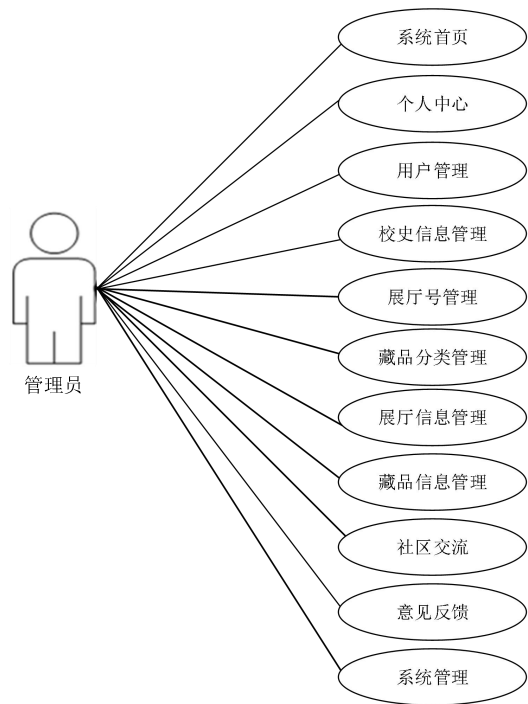 系统首页
个人中心
用户管理
校史信息管理
展厅号管理
藏品分类管理
管理员
展厅信息管理
藏品信息管理
社区交流
意见反馈
系统管理